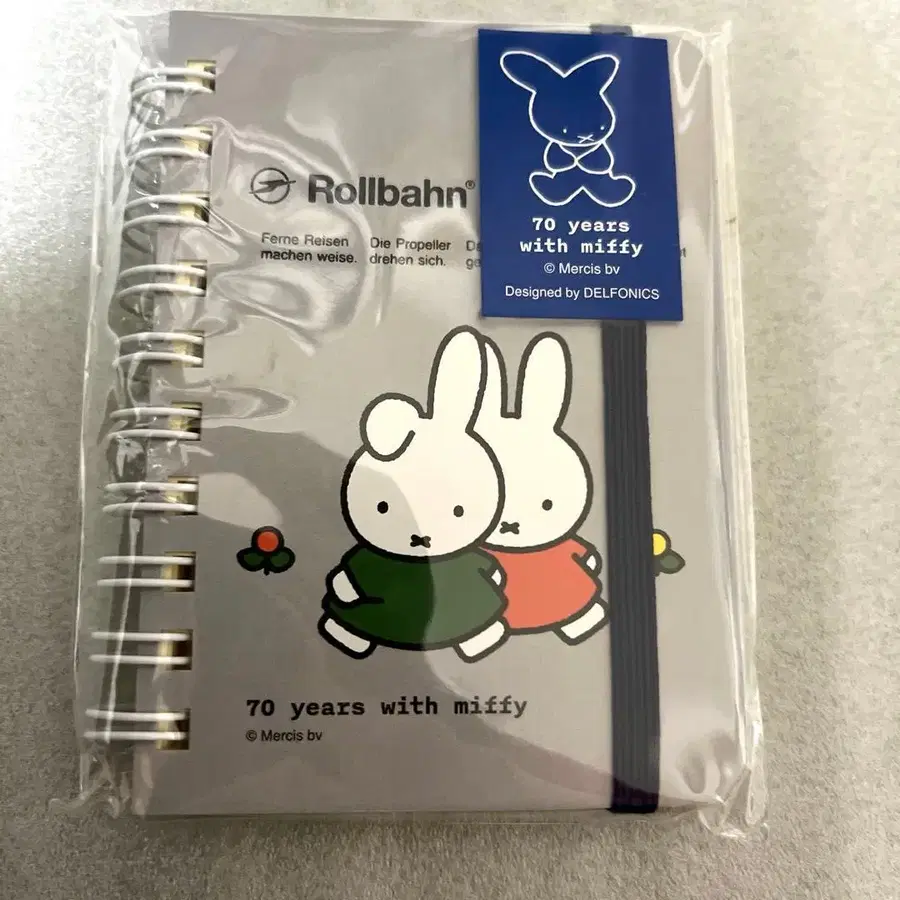 Rollbahn®
Ferne Reisen
machen weise.
Die Propeller
drehen sich.
70 years
with miffy
© Mercis bv
Designed by DELFONICS
70 years with miffy
© Mercis bv